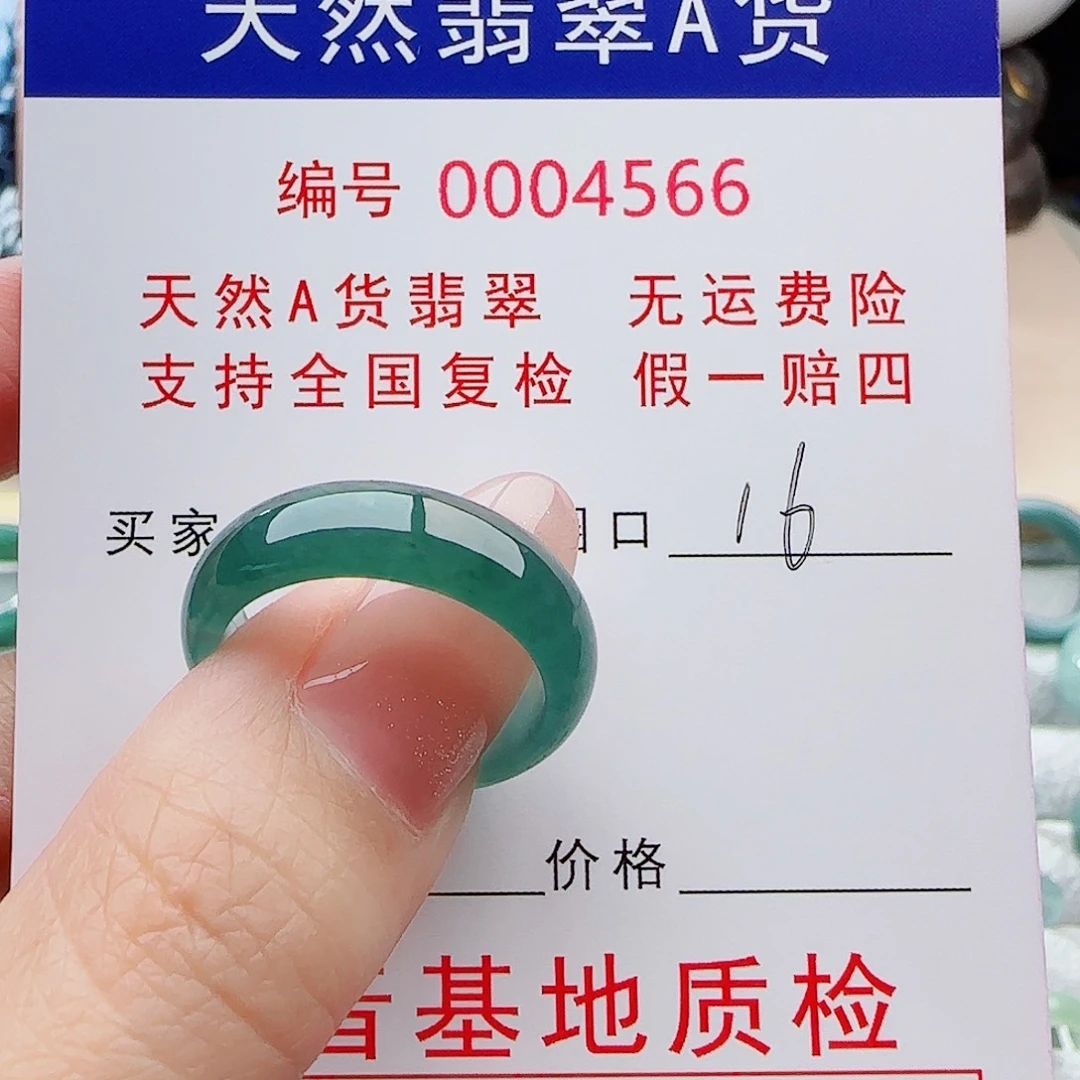 天然翡翠A货
编号 0004566
天然A货翡翠 无运费险
支持全国复检 假一赔四
买家 口 16
价格
基地质检